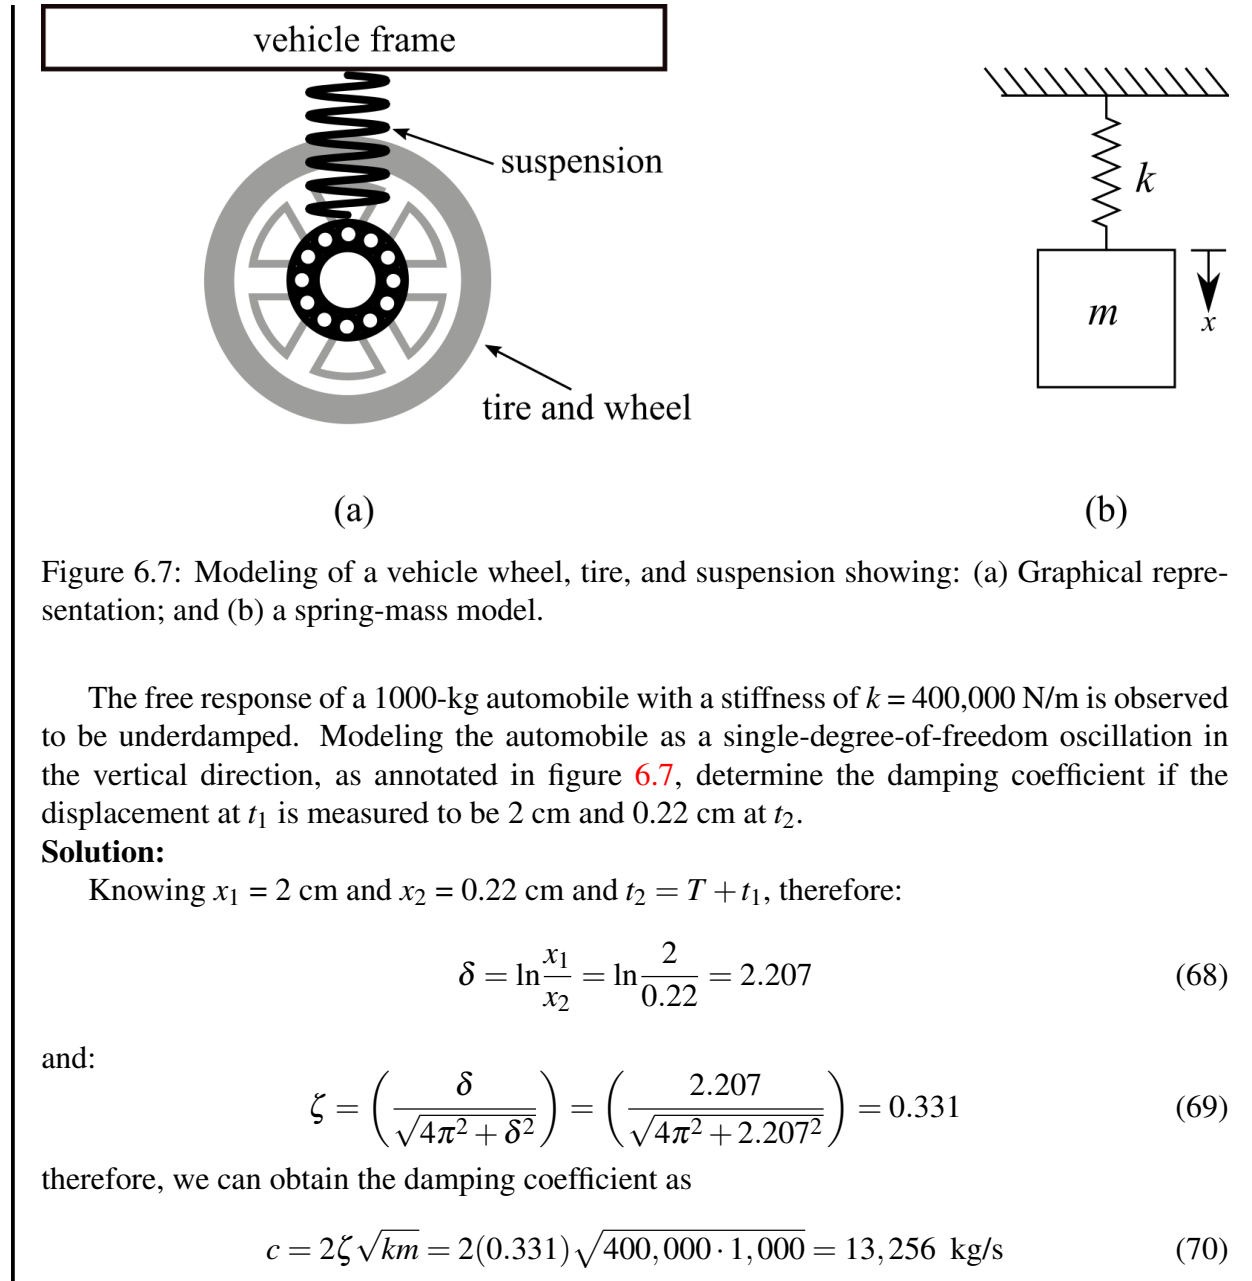 vehicle frame
suspension
k
m
x
tire and wheel
(a)
(b)
Figure 6.7: Modeling of a vehicle wheel, tire, and suspension showing: (a) Graphical repre-
sentation; and (b) a spring-mass model.
The free response of a 1000-kg automobile with a stiffness of k = 400,000 N/m is observed
to be underdamped. Modeling the automobile as a single-degree-of-freedom oscillation in
the vertical direction, as annotated in figure 6.7, determine the damping coefficient if the
displacement at t₁ is measured to be 2 cm and 0.22 cm at t₂.
Solution:
Knowing x₁ = 2 cm and x₂ = 0.22 cm and t₂ = T + t₁, therefore:
δ = ln x₁/x₂ = ln 2/0.22 = 2.207 (68)
and:
ζ = (δ/√(4π² + δ²)) = (2.207/√(4π² + 2.207²)) = 0.331 (69)
therefore, we can obtain the damping coefficient as
c = 2ζ√(km) = 2(0.331)√(400,000 · 1,000) = 13,256 kg/s (70)